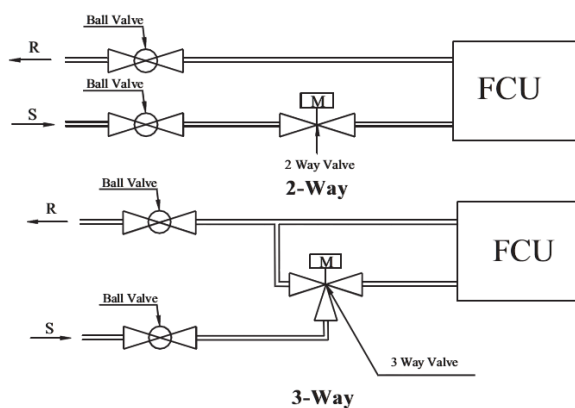 Ball Valve
R
Ball Valve
FCU
S
M
2 Way Valve
2-Way
Ball Valve
R
FCU
M
Ball Valve
S
3 Way Valve
3-Way